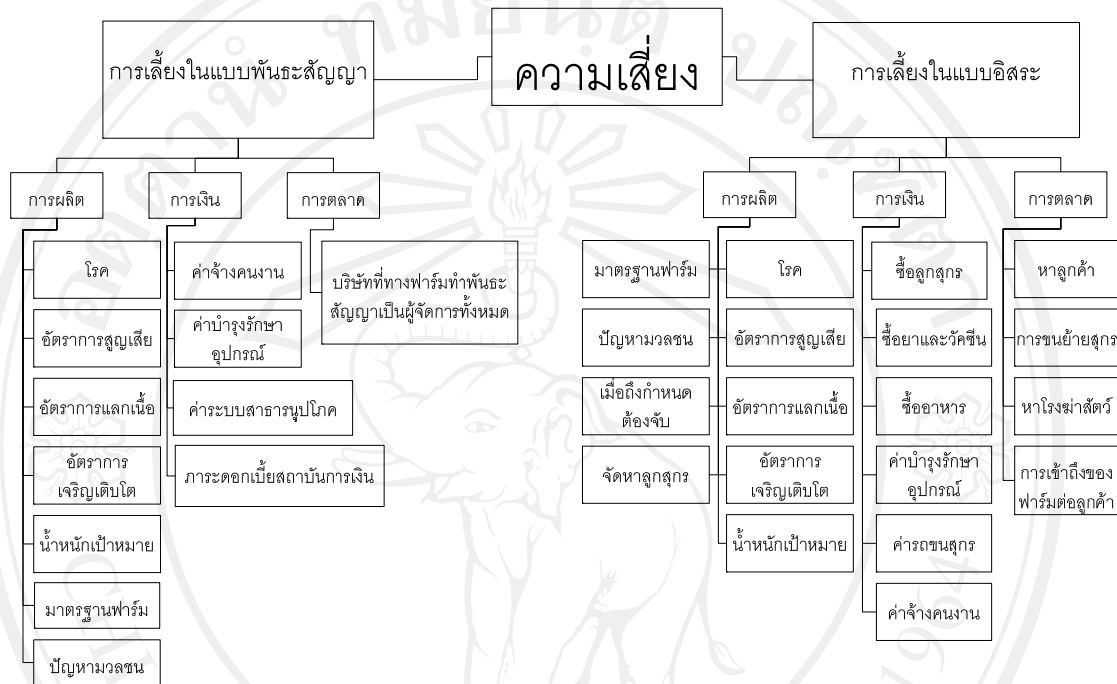 ความเสี่ยง
การเลี้ยงในแบบพันธะสัญญา
การผลิต
โรค
อัตราการสูญเสีย
อัตราการแลกเนื้อ
อัตราการ
เจริญเติบโต
น้ำหนักเป้าหมาย
มาตรฐานฟาร์ม
ปัญหามวลชน
การเงิน
ค่าจ้างคนงาน
ค่าบำรุงรักษา
อุปกรณ์
ค่าระบบสาธารนุปโภค
ภาระดอกเบี้ยสถาบันการเงิน
การตลาด
บริษัทที่ทางฟาร์มทำพันธะ
สัญญาเป็นผู้จัดการทั้งหมด
การเลี้ยงในแบบอิสระ
การผลิต
มาตรฐานฟาร์ม
ปัญหามวลชน
เมื่อถึงกำหนด
ต้องจับ
จัดหาลูกสุกร
โรค
อัตราการสูญเสีย
อัตราการแลกเนื้อ
อัตราการ
เจริญเติบโต
น้ำหนักเป้าหมาย
การเงิน
ซื้อลูกสุกร
ซื้อยาและวัคซีน
ซื้ออาหาร
ค่าบำรุงรักษา
อุปกรณ์
ค่ารถขนสุกร
ค่าจ้างคนงาน
การตลาด
หาลูกค้า
การขนย้ายสุกร
หาโรงฆ่าสัตว์
การเข้าถึงของ
ฟาร์มต่อลูกค้า
1964